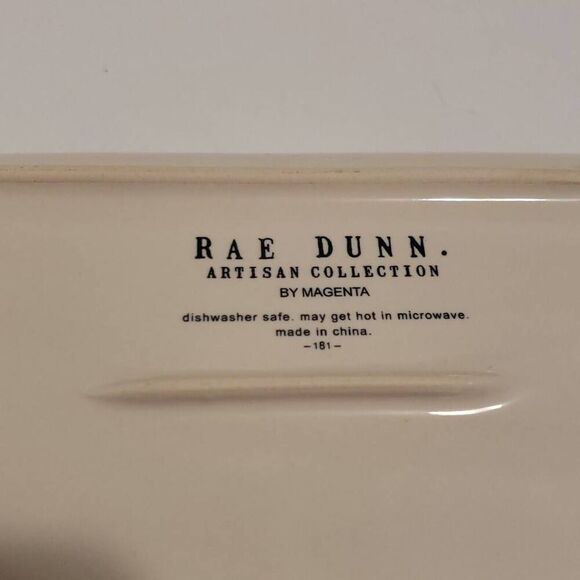 RAE DUNN.
ARTISAN COLLECTION
BY MAGENTA
dishwasher safe. may get hot in microwave.
made in china.
–181–